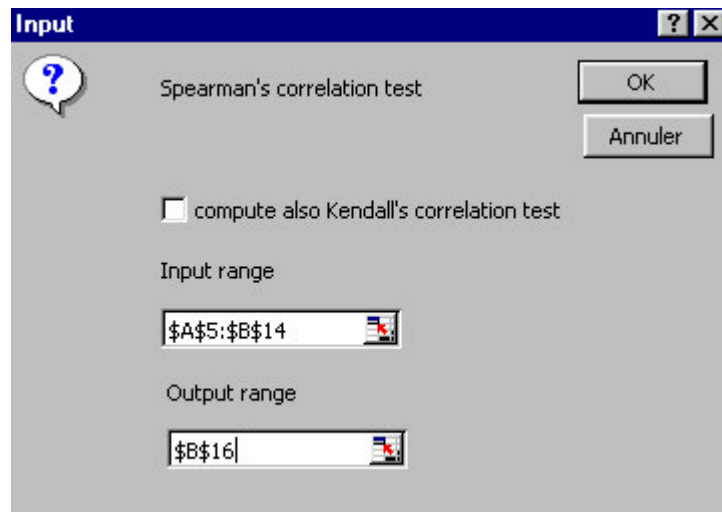 Input
Spearman's correlation test
OK
Annuler
compute also Kendall's correlation test
Input range
$A$5:$B$14
Output range
$B$16